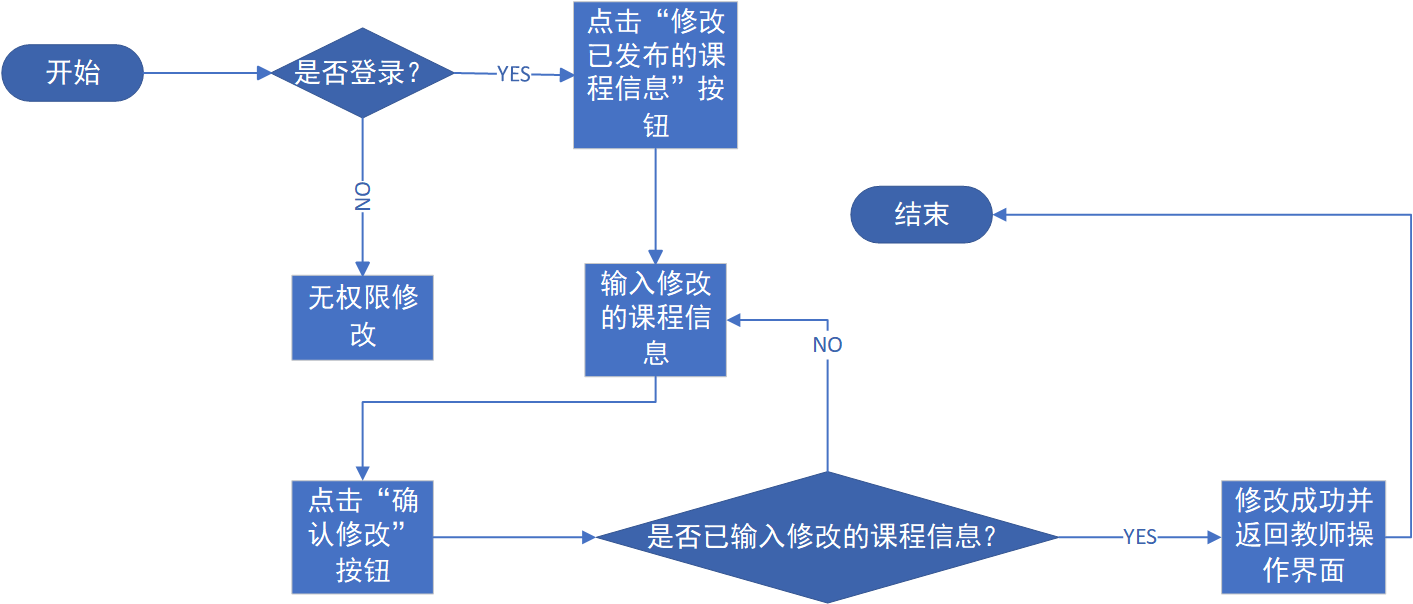 开始
是否登录？
YES
点击“修改
已发布的课
程信息”按
钮
NO
无权限修
改
结束
输入修改
的课程信
息
NO
点击“确
认修改”
按钮
是否已输入修改的课程信息？
YES
修改成功并
返回教师操
作界面